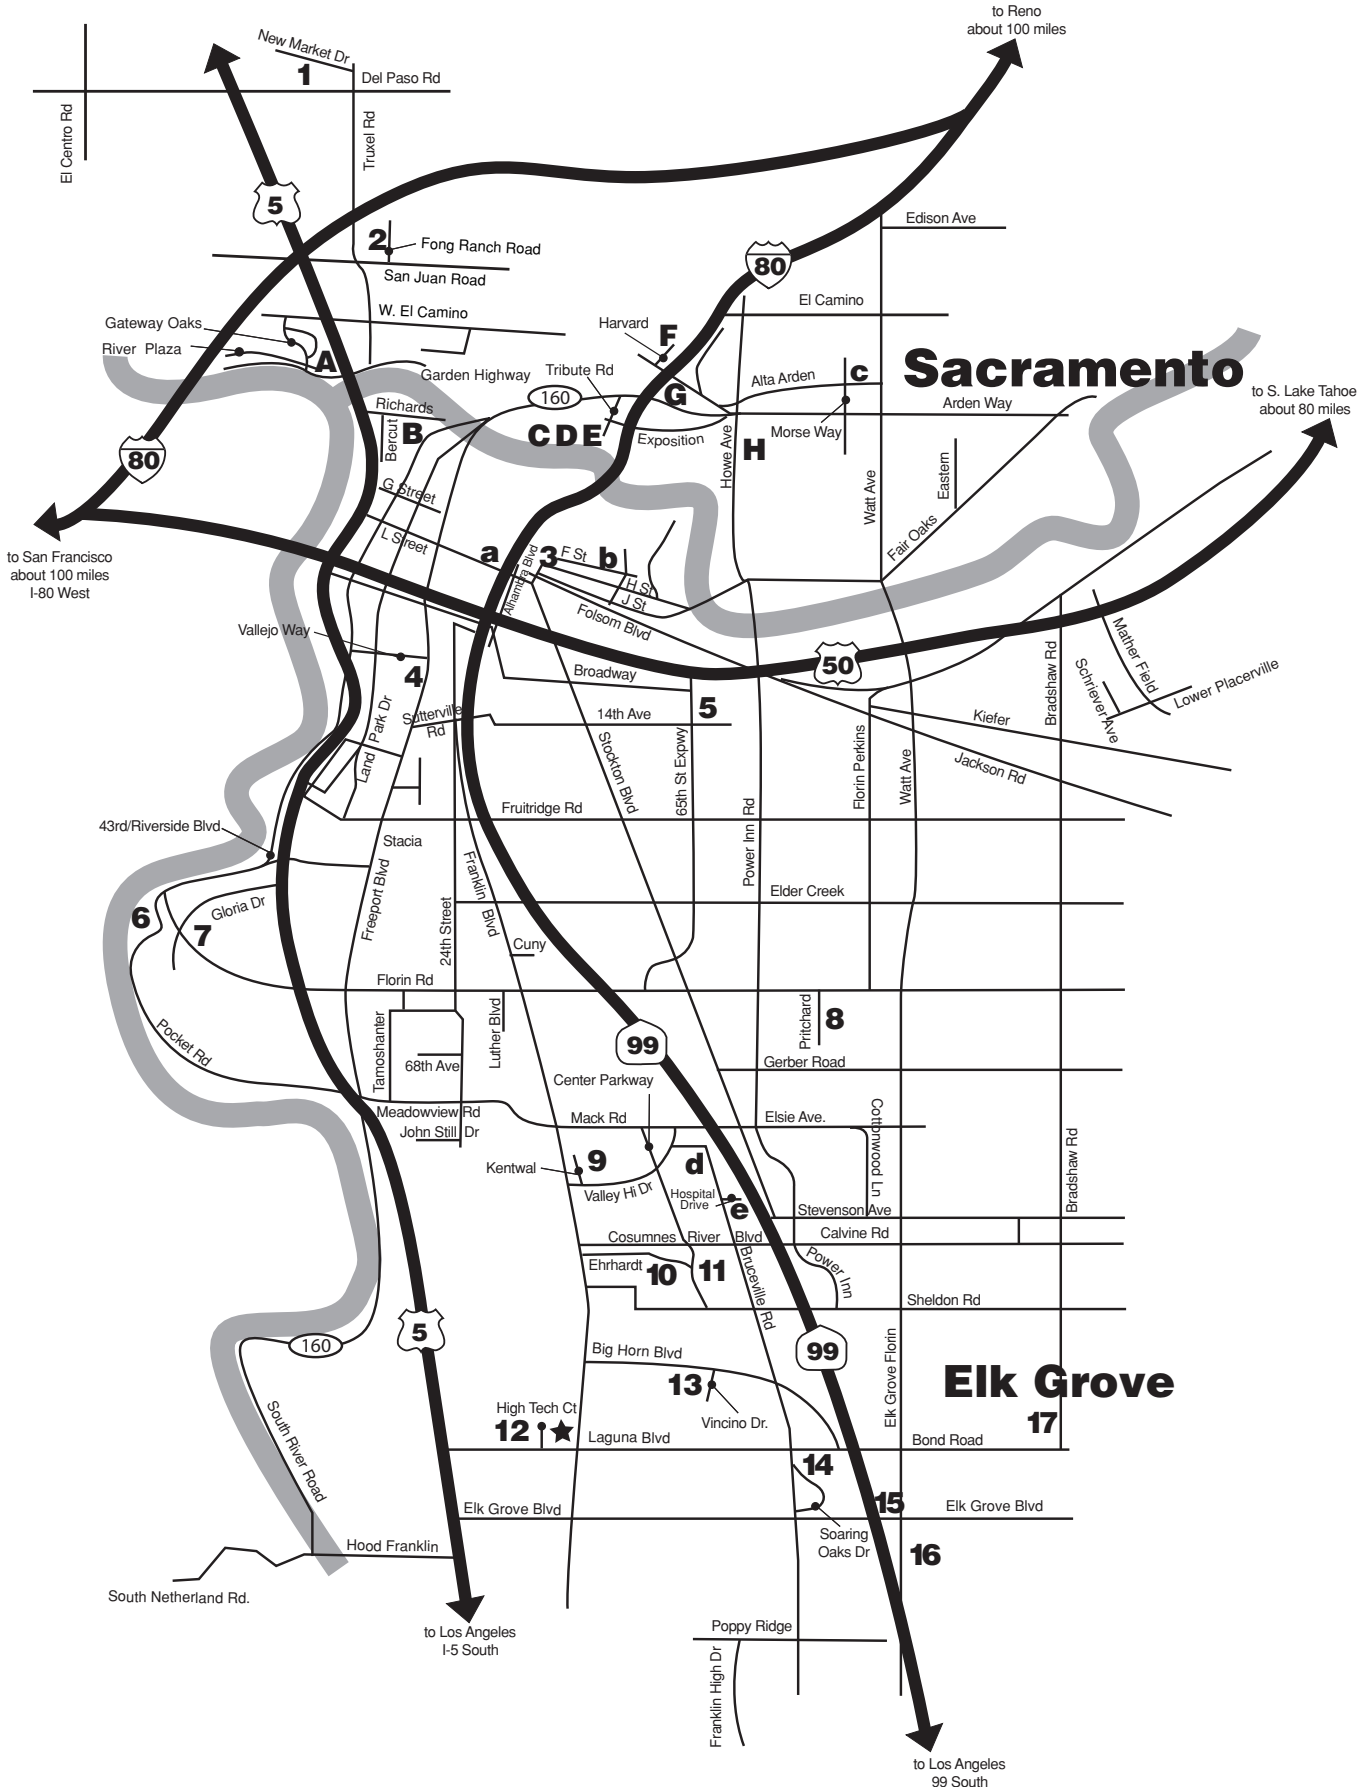 to Reno
about 100 miles
New Market Dr
1
Del Paso Rd
El Centro Rd
Truxel Rd
5
2
Fong Ranch Road
San Juan Road
Edison Ave
80
W. El Camino
El Camino
Gateway Oaks
River Plaza
A
Harvard
F
Sacramento
Garden Highway
Tribute Rd
160
G
Alta Arden
c
to S. Lake Tahoe
about 80 miles
Richards
Bercut
B
C D E
Exposition
Arden Way
Morse Way
Howe Ave
H
80
G Street
Watt Ave
Eastern
Fair Oaks
L Street
a
Alhambra Blvd
3
F St
b
H St
J St
Folsom Blvd
to San Francisco
about 100 miles
I-80 West
Vallejo Way
4
50
Broadway
5
14th Ave
Sutterville
Rd
Land Park Dr
Stockton Blvd
65th St Expwy
Power Inn Rd
Florin Perkins
Watt Ave
Bradshaw Rd
Mather Field
Schriever Ave
Lower Placerville
Kiefer
Jackson Rd
Fruitridge Rd
43rd/Riverside Blvd
Stacia
Freeport Blvd
Franklin Blvd
Elder Creek
6
Gloria Dr
7
24th Street
Cuny
Florin Rd
Pocket Rd
Tamoshanter
Luther Blvd
68th Ave
99
Pritchard
8
Gerber Road
Center Parkway
Meadowview Rd
John Still Dr
Mack Rd
Elsie Ave.
Cottonwood Ln
Bradshaw Rd
Kentwal
9
Valley Hi Dr
d
Hospital
Drive
e
Stevenson Ave
Cosumnes River Blvd
Calvine Rd
Ehrhardt
10
11
Bruceville Rd
Power Inn
Sheldon Rd
5
160
99
Big Horn Blvd
Elk Grove Florin
Elk Grove
13
Vincino Dr.
17
South River Road
High Tech Ct
12
Laguna Blvd
Bond Road
14
15
Elk Grove Blvd
Elk Grove Blvd
Soaring
Oaks Dr
16
Hood Franklin
South Netherland Rd.
to Los Angeles
I-5 South
Poppy Ridge
Franklin High Dr
to Los Angeles
99 South